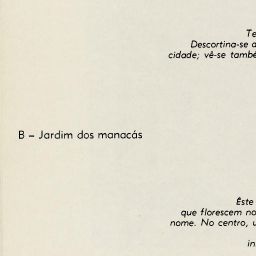 Te
Descortina-se a
cidade; vê-se també
B – Jardim dos manacás
Êste
que florescem no
nome. No centro, u
in